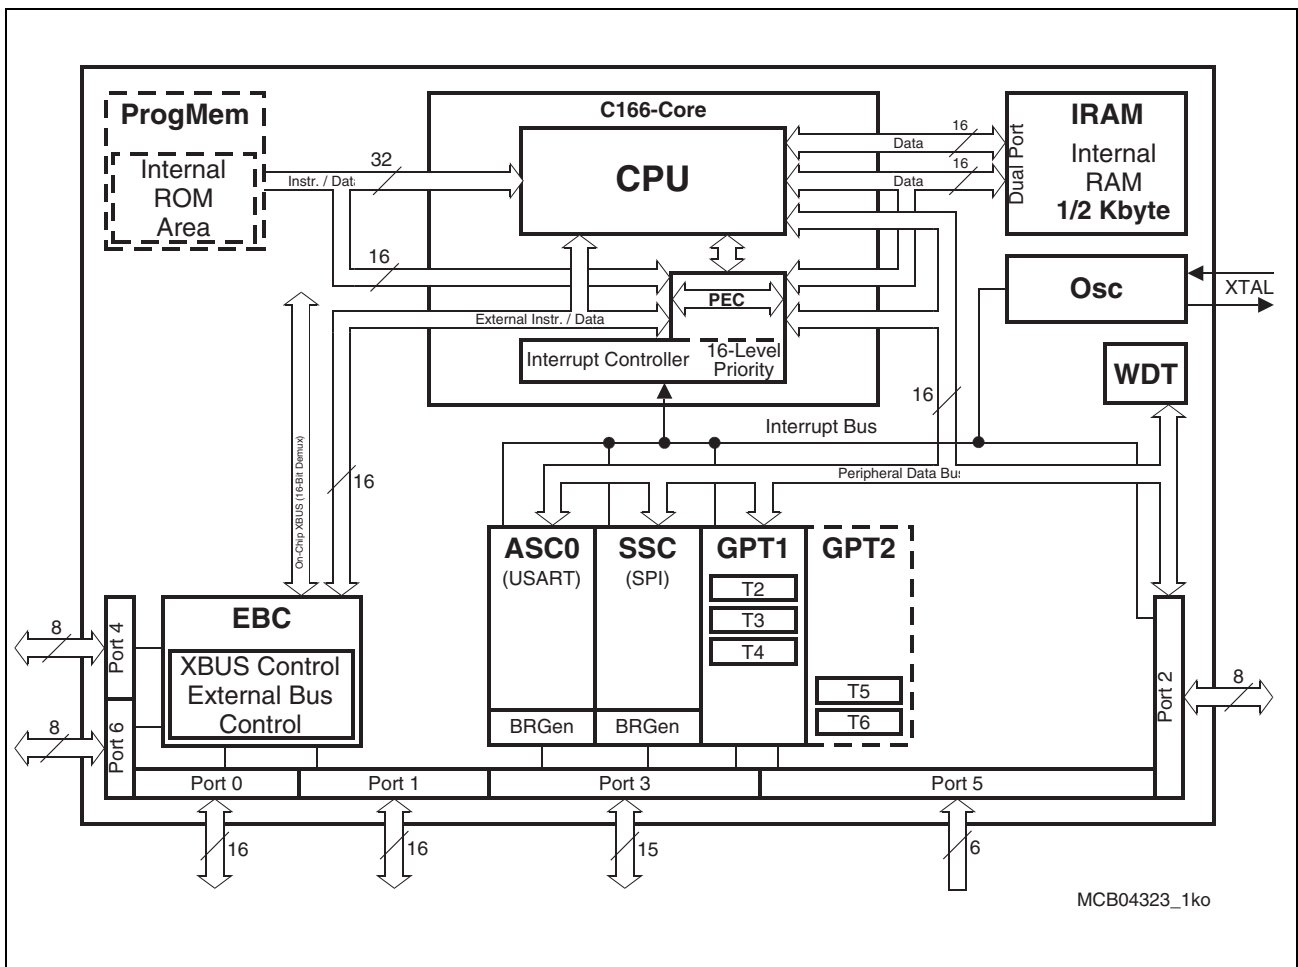 ProgMem
Internal
ROM
Area
C166-Core
CPU
32
Instr. / Data
16
Data
16
Data
Dual Port
IRAM
Internal
RAM
1/2 Kbyte
16
PEC
External Instr. / Data
Interrupt Controller
16-Level
Priority
Osc
XTAL
WDT
16
Interrupt Bus
Peripheral Data Bus
On-Chip XBUS (16-Bit Demux)
16
ASC0
(USART)
BRGen
SSC
(SPI)
BRGen
GPT1
T2
T3
T4
GPT2
T5
T6
EBC
XBUS Control
External Bus
Control
8
Port 4
8
Port 6
Port 2
8
Port 0
Port 1
Port 3
Port 5
16
16
15
6
MCB04323_1ko